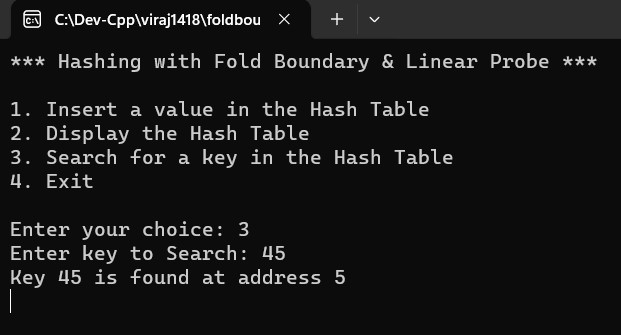 C:\Dev-Cpp\viraj1418\foldbou
*** Hashing with Fold Boundary & Linear Probe ***
1. Insert a value in the Hash Table
2. Display the Hash Table
3. Search for a key in the Hash Table
4. Exit
Enter your choice: 3
Enter key to Search: 45
Key 45 is found at address 5